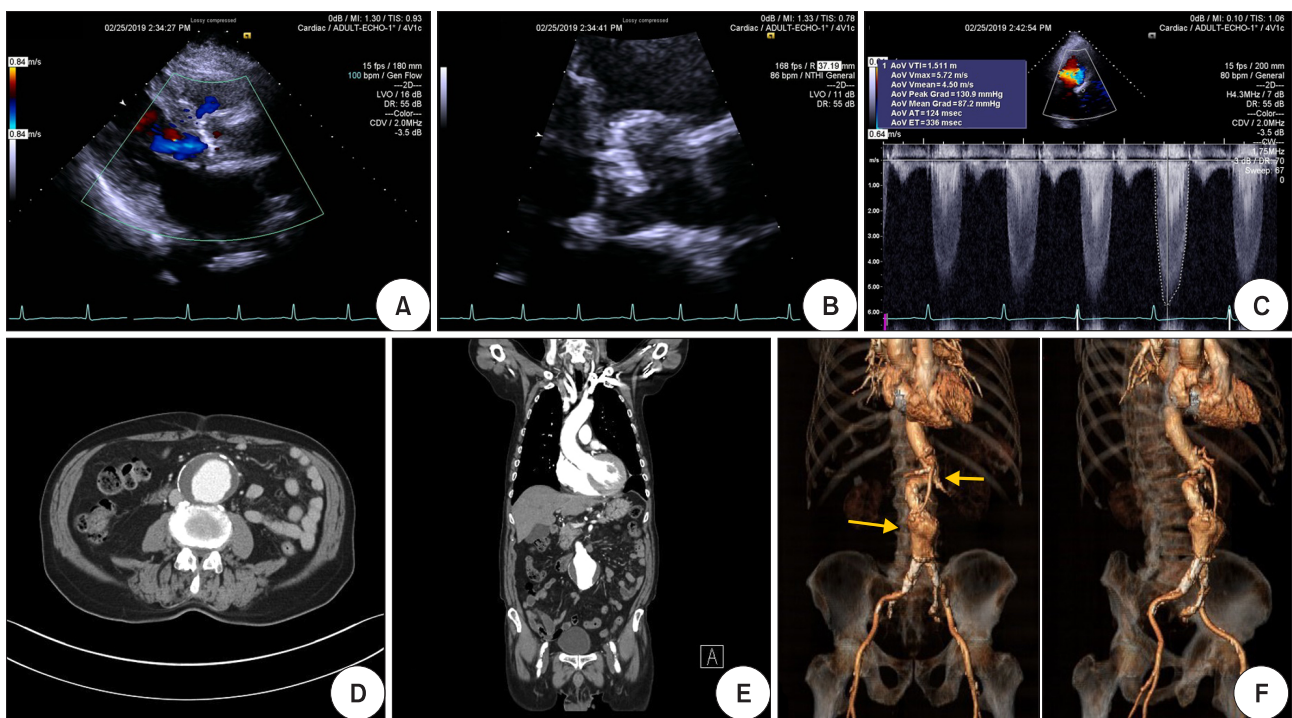 Lossy compressed
0dB / MI: 1.30 / TIS: 0.93
02/25/2019 2:34:27 PM
Cardiac / ADULT-ECHO-1° / 4V1c
0.84 m/s
0.84 m/s
15 fps / 180 mm
100 bpm / Gen Flow
---2D---
LVO / 16 dB
DR: 55 dB
---Color---
CDV / 2.0MHz
-3.5 dB
A
Lossy compressed
0dB / MI: 1.33 / TIS: 0.78
02/25/2019 2:34:41 PM
Cardiac / ADULT-ECHO-1° / 4V1c
168 fps / R 37.19 mm
86 bpm / NTHI General
---2D---
LVO / 11 dB
DR: 55 dB
B
0dB / MI: 0.10 / TIS: 1.06
02/25/2019 2:42:54 PM
Cardiac / ADULT-ECHO-1° / 4V1c
1 AoV VTI = 1.511 m
AoV Vmax = 5.72 m/s
AoV Vmean = 4.50 m/s
AoV Peak Grad = 130.9 mmHg
AoV Mean Grad = 87.2 mmHg
AoV AT = 124 msec
AoV ET = 336 msec
0.64 m/s
15 fps / 200 mm
80 bpm / General
---2D---
H4.3MHz / 7 dB
DR: 55 dB
---Color---
CDV / 2.0MHz
-3.5 dB
---CW---
1.75MHz
-3 dB / DR: 70
Sweep: 67
0
m/s
1.00
2.00
3.00
4.00
5.00
6.00
C
D
A
E
F